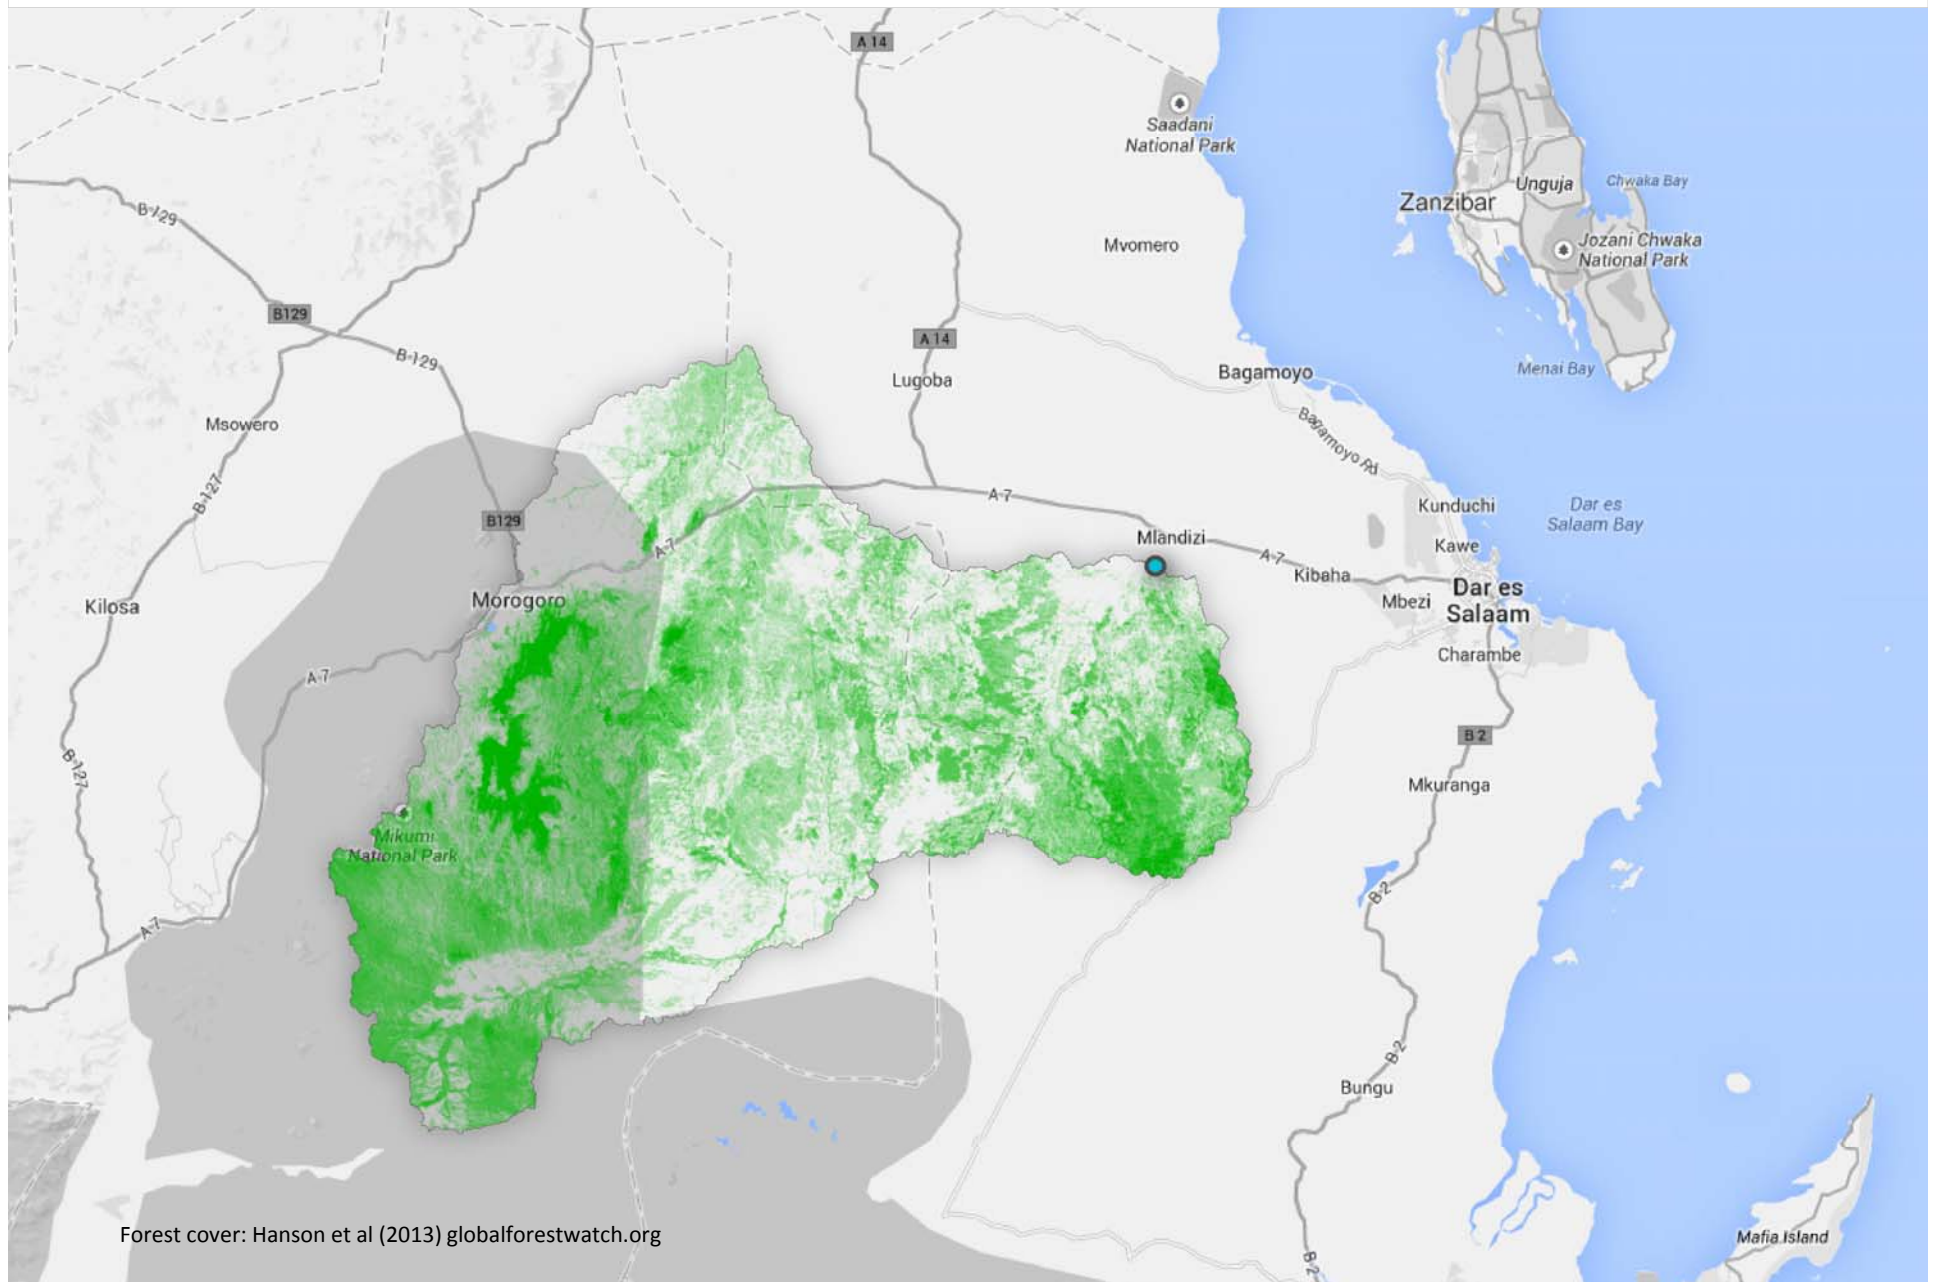 A 14
Saadani
National Park
Unguja
Chwaka Bay
Zanzibar
B-129
Mvomero
Jozani Chwaka
National Park
B129
A 14
B-129
Lugoba
Bagamoyo
Menai Bay
Msowero
Bagamoyo Rd
B-127
A-7
Kunduchi
Dar es
Salaam Bay
B129
Mlandizi
A-7
Kawe
A-7
Kibaha
Dar es
Salaam
Mbezi
Kilosa
Morogoro
Charambe
A-7
B 2
B-127
Mkuranga
Mikumi
National Park
B-2
A-7
B-2
Bungu
Forest cover: Hanson et al (2013) globalforestwatch.org
Mafia Island
B-2